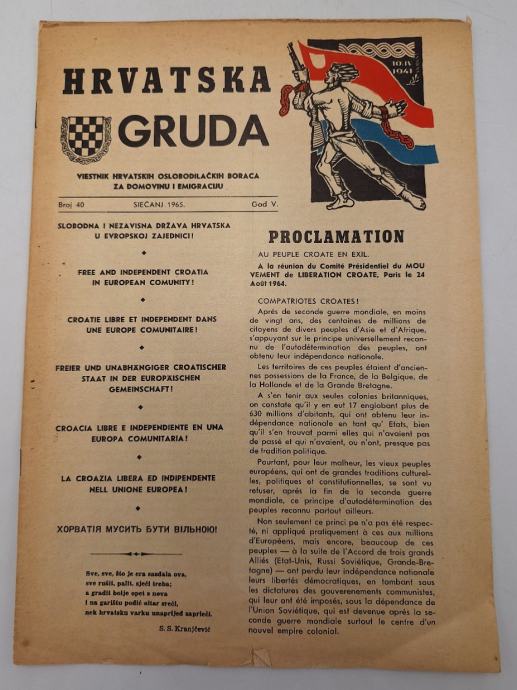 HRVATSKA
GRUDA
10.IV
1941
VIESTNIK HRVATSKIH OSLOBODILAČKIH BORACA
ZA DOMOVINU I EMIGRACIJU
Broj 40 SIEČANJ 1965. God V.
SLOBODNA I NEZAVISNA DRŽAVA HRVATSKA
U EVROPSKOJ ZAJEDNICI!
FREE AND INDEPENDENT CROATIA
IN EUROPEAN COMUNITY!
CROATIE LIBRE ET INDEPENDENT DANS
UNE EUROPE COMUNITAIRE!
FREIER UND UNABHÄNGIGER CROATISCHER
STAAT IN DER EUROPÄISCHEN
GEMEINSCHAFT!
CROACIA LIBRE E INDEPENDIENTE EN UNA
EUROPA COMUNITARIA!
LA CROAZIA LIBERA ED INDIPENDENTE
NELL UNIONE EUROPEA!
ХОРВАТІЯ МУСИТЬ БУТИ ВІЛЬНОЮ!
Sve, sve, što je era sazdala ova,
sve rušit, palit, sjeći treba;
a gradit bolje opet s nova
i na garištu podić oltar sreći,
nek hrvatsku varku unaprijed zapriječi.
S. S. Kranjčević
PROCLAMATION
AU PEUPLE CROATE EN EXIL.
A la réunion du Comité Présidentiel du MOU
VEMENT de LIBERATION CROATE, Paris le 24
Août 1964.
COMPATRIOTES CROATES!
Après de seconde guerre mondiale, en moins
de vingt ans, des centaines de millions de
citoyens de divers peuples d'Asie et d'Afrique,
s'appuyant sur le principe universellement recon-
nu de l'autodétermination des peuples, ont
obtenu leur indépendance nationale.
Les territoires de ces peuples étaient d'ancien-
nes possessions de la France, de la Belgique, de
la Hollande et de la Grande Bretagne.
A s'en tenir aux seules colonies britanniques,
on constate qu'il y en eut 17 englobant plus de
630 millions d'abitants, qui ont obtenu leur in-
dépendance nationale en tant qu' Etats, bien
qu'il s'en trouvat parmi elles qui n'avaient pas
de passé et qui n'avaient, ou n'ont, presque pas
de tradition politique.
Pourtant, pour leur malheur, les vieux peuples
européens, qui ont de grandes traditions culturel-
les, politiques et constitutionnelles, se sont vu
refuser, après la fin de la seconde guerre
mondiale, ce principe d'autodétermination des
peuples reconnu partout ailleurs.
Non seulement ce princi pe n'a pas été respec-
té, ni appliqué pratiquement à ces aux millions
d'Européens, mais encore, beaucoup de ces
peuples — à la suite de l'Accord de trois grands
Alliés (Etat-Unis, Russi Soviétique, Grande-Bre-
tagne) — ont perdu leur indépendance nationale
leurs libertés démocratiques, en tombant sous
les dictatures des gouverenements communistes,
qui leur ont été imposés, sous la dépendance de
l'Union Soviétique, qui est devenue après la se-
conde guerre mondiale surtout le centre d'un
nouvel empire colonial.